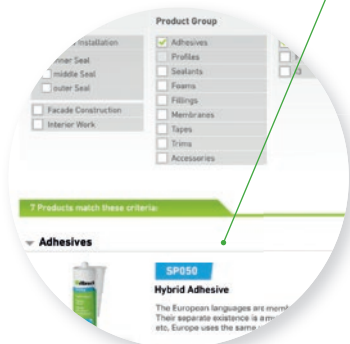 Product Group
Installation
inner Seal
middle Seal
outer Seal
Facade Construction
Interior Work
Adhesives
Profiles
Sealants
Foams
Fillings
Membranes
Tapes
Trims
Accessories
7 Products match these criteria:
Adhesives
SP050
Hybrid Adhesive
The European languages are
Their separate existence is a
etc, Europe uses the same